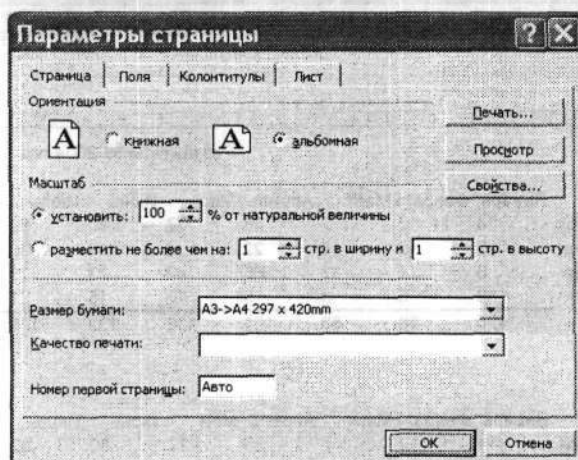 Параметры страницы
Страница Поля Колонтитулы Лист
Ориентация
Печать...
A книжная A альбомная
Просмотр
Масштаб
Свойства...
установить: 100 % от натуральной величины
разместить не более чем на: 1 стр. в ширину и 1 стр. в высоту
Размер бумаги: A3->A4 297 x 420mm
Качество печати:
Номер первой страницы: Авто
ОК Отмена